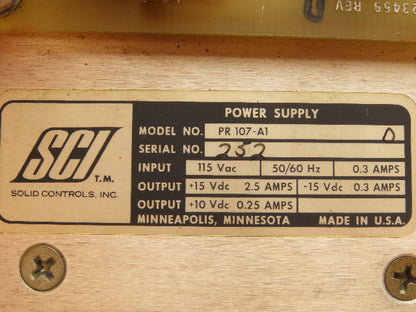 23459 REV
SCI T.M.
SOLID CONTROLS, INC.
POWER SUPPLY
MODEL NO. PR 107-A1 D
SERIAL NO. 252
INPUT 115 Vac 50/60 Hz 0.3 AMPS
OUTPUT +15 Vdc 2.5 AMPS -15 Vdc 0.3 AMPS
OUTPUT +10 Vdc 0.25 AMPS
MINNEAPOLIS, MINNESOTA MADE IN U.S.A.